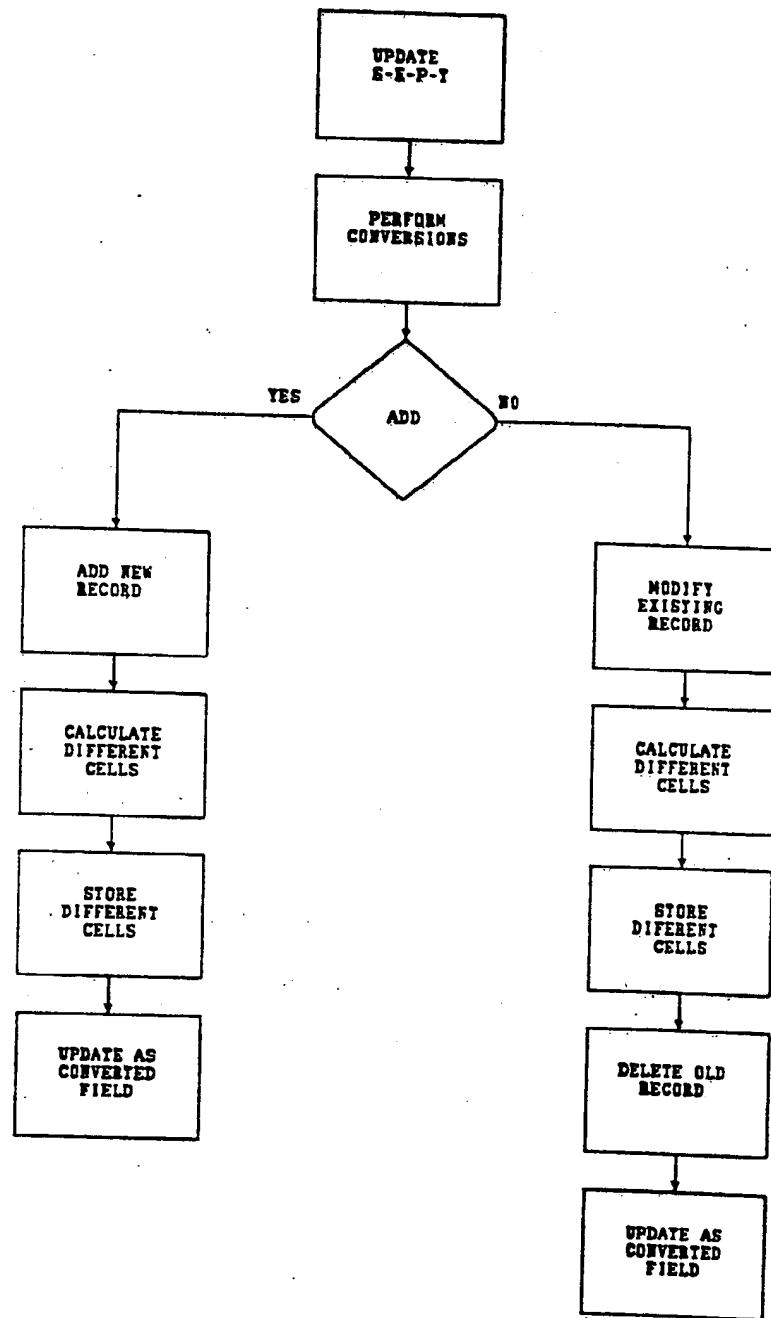 UPDATE
S-E-P-T
PERFORM
CONVERSIONS
YES
ADD
NO
ADD NEW
RECORD
CALCULATE
DIFFERENT
CELLS
STORE
DIFFERENT
CELLS
UPDATE AS
CONVERTED
FIELD
MODIFY
EXISTING
RECORD
CALCULATE
DIFFERENT
CELLS
STORE
DIFERENT
CELLS
DELETE OLD
RECORD
UPDATE AS
CONVERTED
FIELD